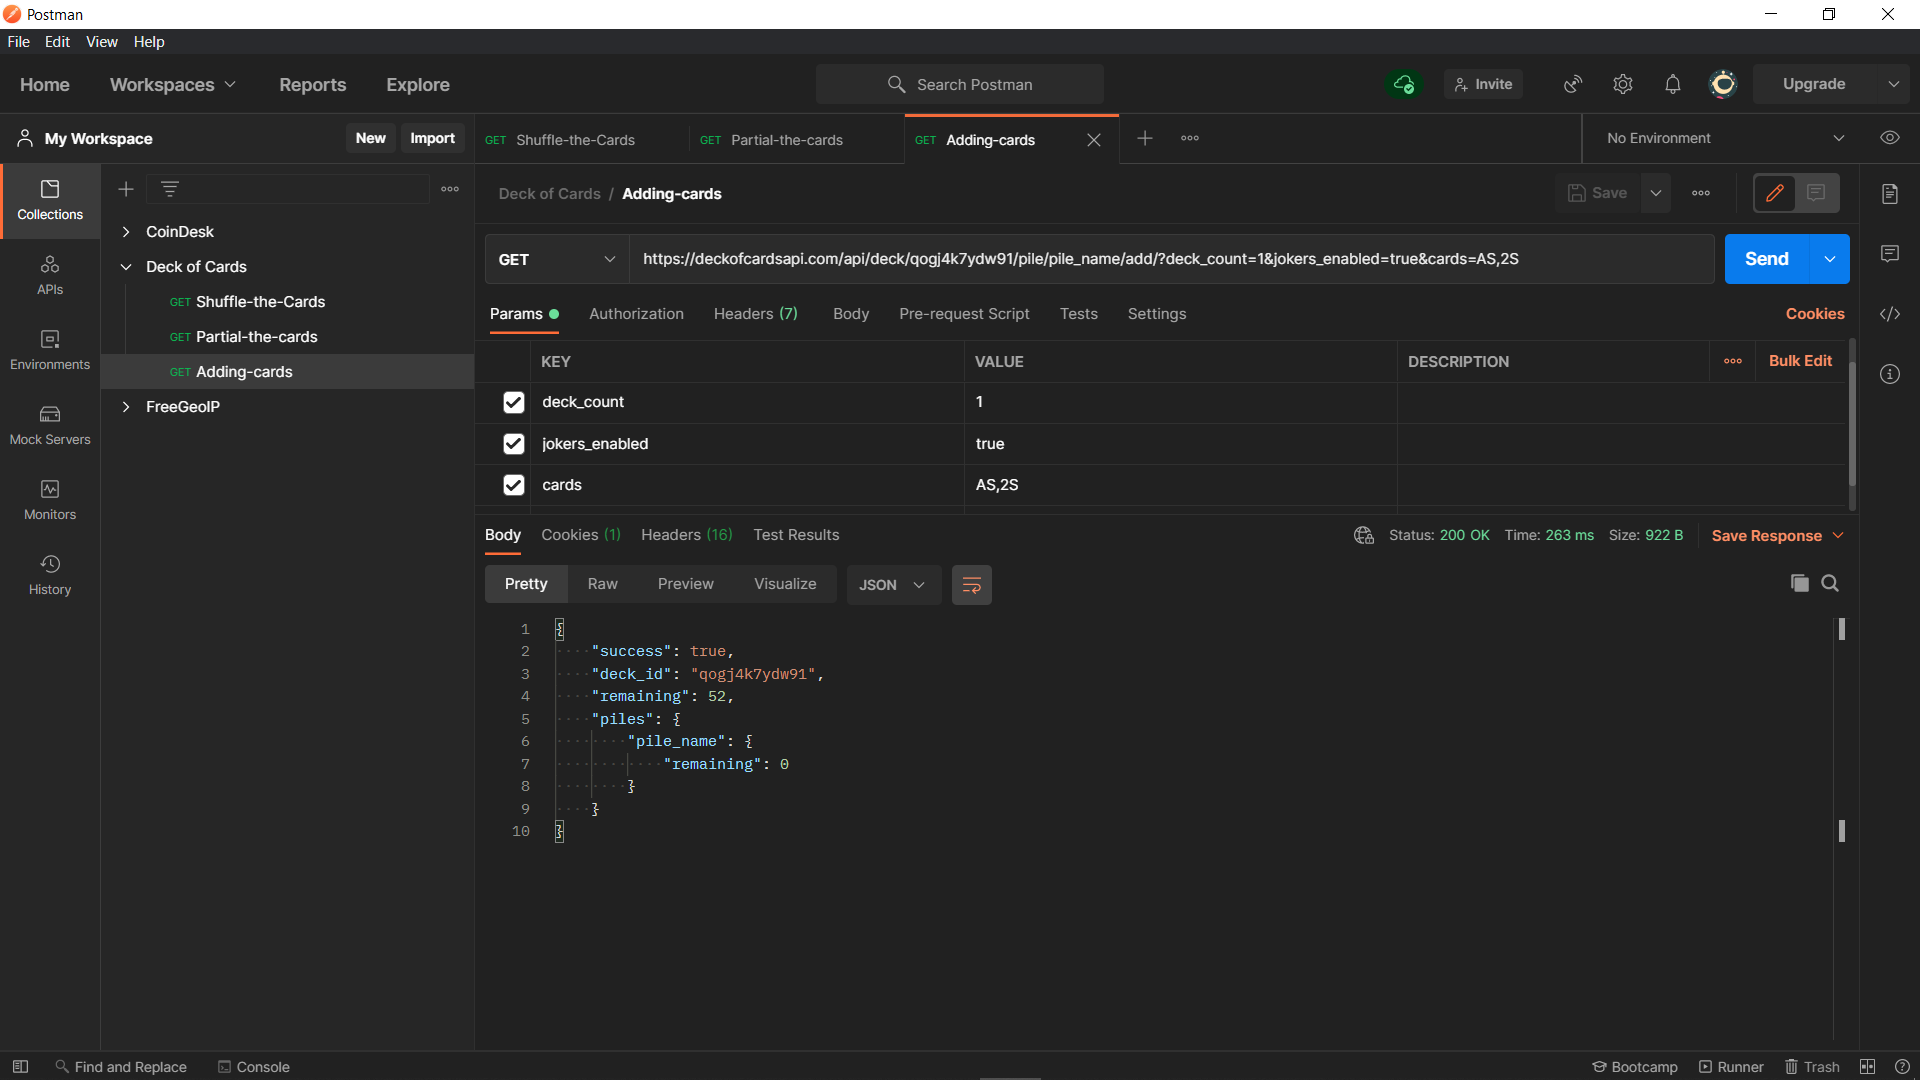 Postman
File Edit View Help
Home Workspaces Reports Explore Search Postman Invite Upgrade
My Workspace New Import GET Shuffle-the-Cards GET Partial-the-cards GET Adding-cards No Environment
Collections
APIs
Environments
Mock Servers
Monitors
History
CoinDesk
Deck of Cards
GET Shuffle-the-Cards
GET Partial-the-cards
GET Adding-cards
FreeGeoIP
Deck of Cards / Adding-cards Save
GET https://deckofcardsapi.com/api/deck/qogj4k7ydw91/pile/pile_name/add/?deck_count=1&jokers_enabled=true&cards=AS,2S Send
Params Authorization Headers (7) Body Pre-request Script Tests Settings Cookies
KEY VALUE DESCRIPTION Bulk Edit
deck_count 1
jokers_enabled true
cards AS,2S
Body Cookies (1) Headers (16) Test Results Status: 200 OK Time: 263 ms Size: 922 B Save Response
Pretty Raw Preview Visualize JSON
1 {
2 "success": true,
3 "deck_id": "qogj4k7ydw91",
4 "remaining": 52,
5 "piles": {
6 "pile_name": {
7 "remaining": 0
8 }
9 }
10 }
Find and Replace Console Bootcamp Runner Trash